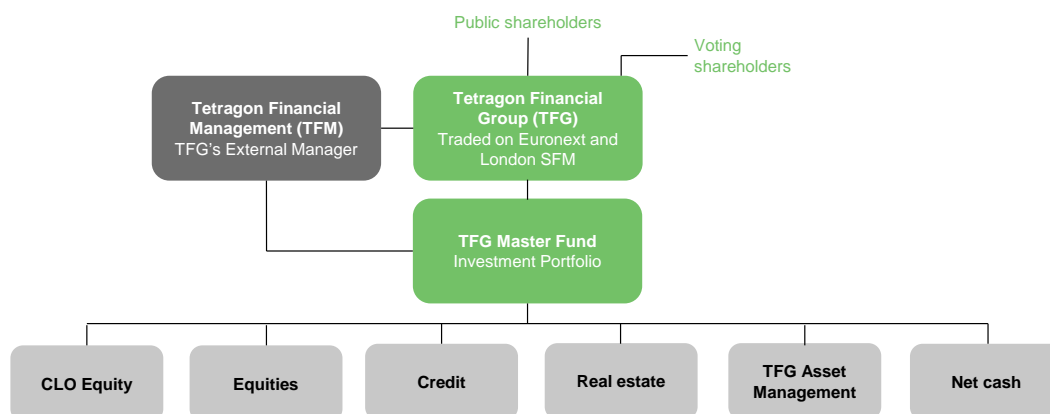 Public shareholders
Voting
shareholders
Tetragon Financial
Management (TFM)
TFG's External Manager
Tetragon Financial
Group (TFG)
Traded on Euronext and
London SFM
TFG Master Fund
Investment Portfolio
CLO Equity
Equities
Credit
Real estate
TFG Asset
Management
Net cash